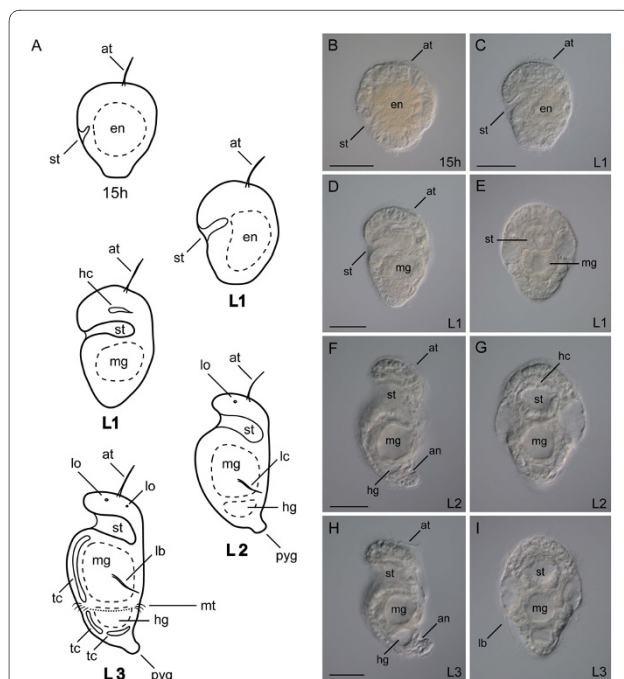 A
at
en
st
15h
at
en
st
L1
at
hc
st
mg
L1
at
lo
st
mg
lc
hg
L2
pyg
at
lo
lo
st
mg
lb
tc
mt
hg
tc
tc
pyg
L3
B
at
en
st
15h
C
at
en
st
L1
D
at
st
mg
L1
E
st
mg
L1
F
at
st
mg
an
hg
L2
G
hc
st
mg
L2
H
at
st
mg
an
hg
L3
I
st
mg
lb
L3